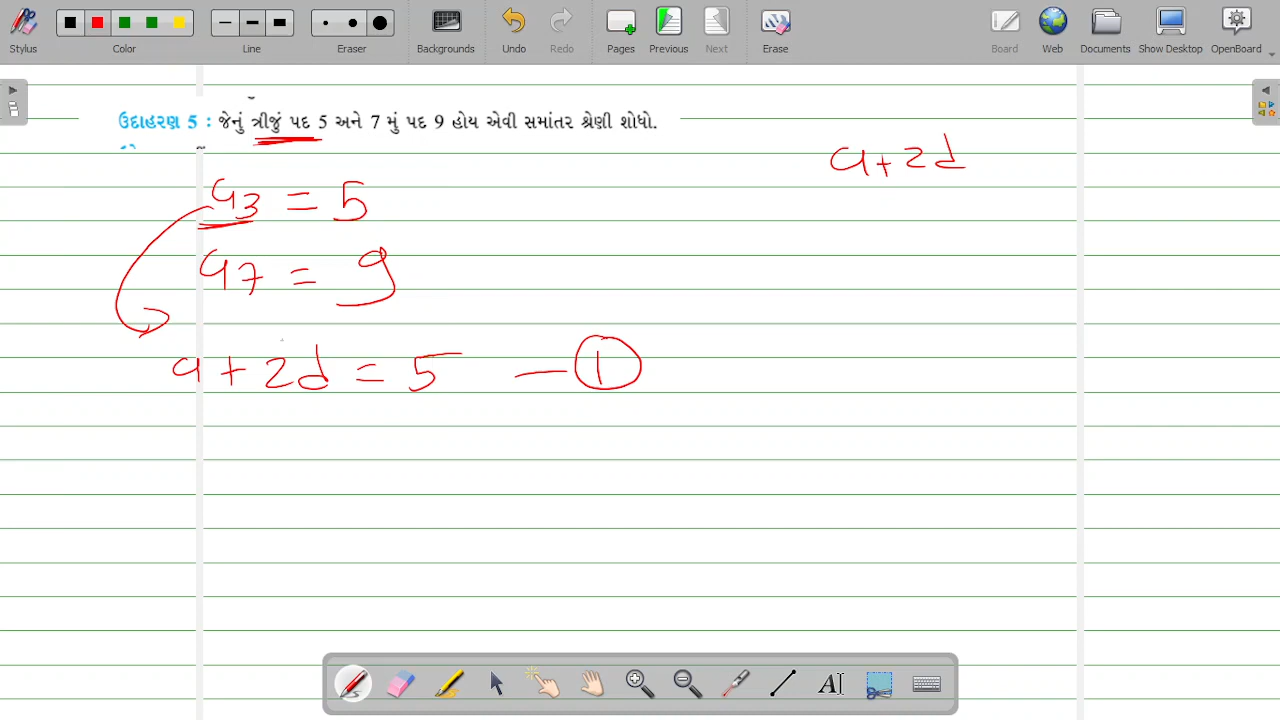 Stylus
Color
Line
Eraser
Backgrounds
Undo
Redo
Pages
Previous
Next
Erase
Board
Web
Documents
Show Desktop
OpenBoard
ઉદાહરણ 5 : જેનું ત્રીજું પદ 5 અને 7 મું પદ 9 હોય એવી સમાંતર શ્રેણી શોધો.
a+2d
a3 = 5
a7 = 9
a+2d = 5 — 1